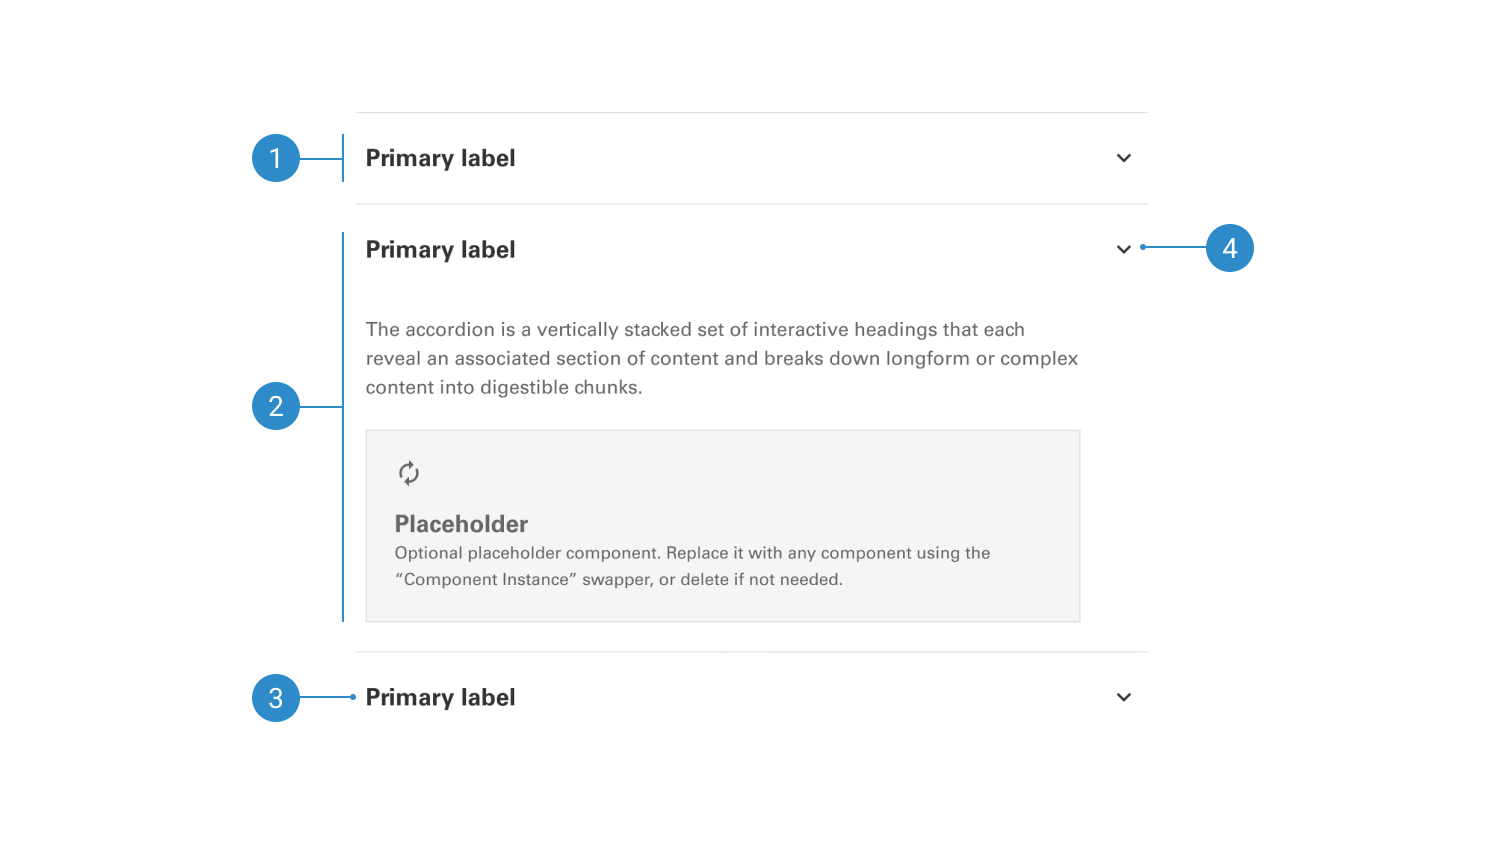 1
Primary label
Primary label
4
The accordion is a vertically stacked set of interactive headings that each
reveal an associated section of content and breaks down longform or complex
content into digestible chunks.
2
Placeholder
Optional placeholder component. Replace it with any component using the
“Component Instance” swapper, or delete if not needed.
3
Primary label